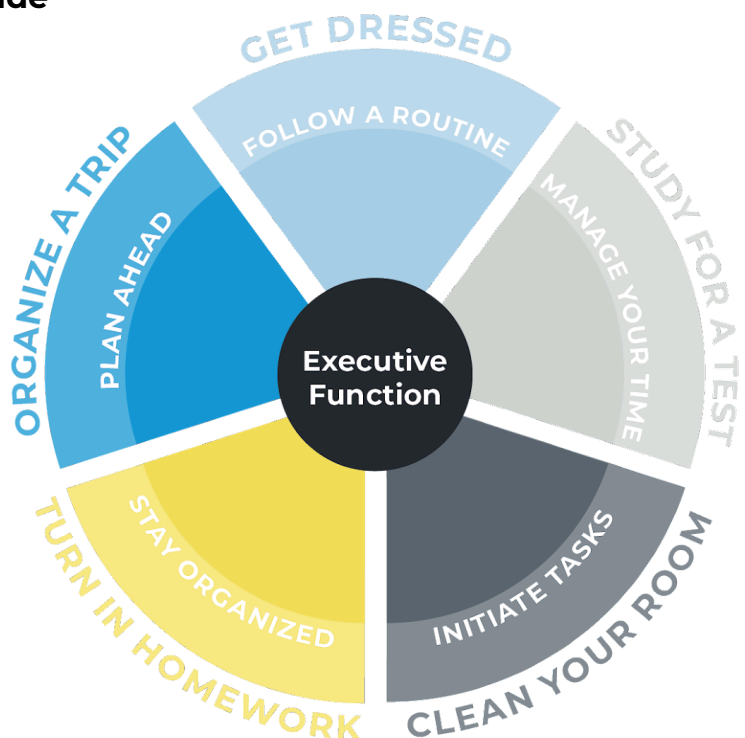 GET DRESSED
FOLLOW A ROUTINE
STUDY FOR A TEST
MANAGE YOUR TIME
CLEAN YOUR ROOM
INITIATE TASKS
TURN IN HOMEWORK
STAY ORGANIZED
ORGANIZE A TRIP
PLAN AHEAD
Executive
Function